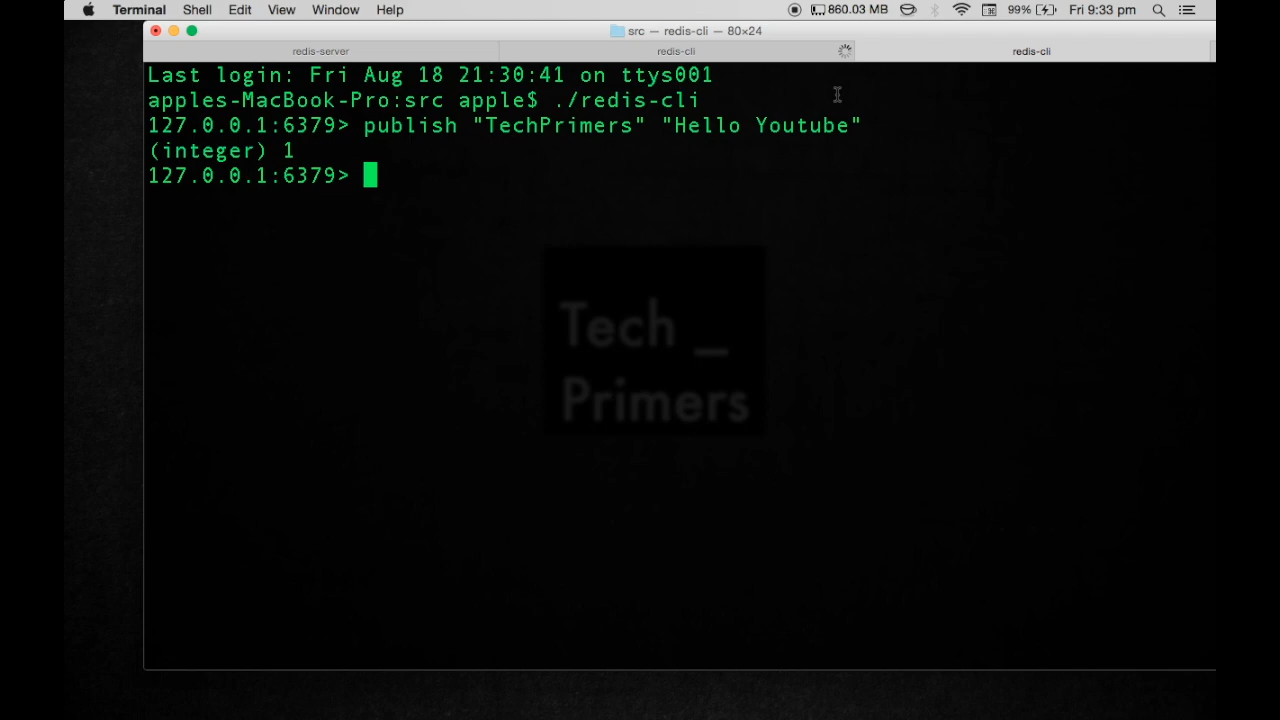 Terminal Shell Edit View Window Help 860.03 MB 99% Fri 9:33 pm
src — redis-cli — 80×24
redis-server redis-cli redis-cli
Last login: Fri Aug 18 21:30:41 on ttys001
apples-MacBook-Pro:src apple$ ./redis-cli
127.0.0.1:6379> publish "TechPrimers" "Hello Youtube"
(integer) 1
127.0.0.1:6379>
Tech _
Primers